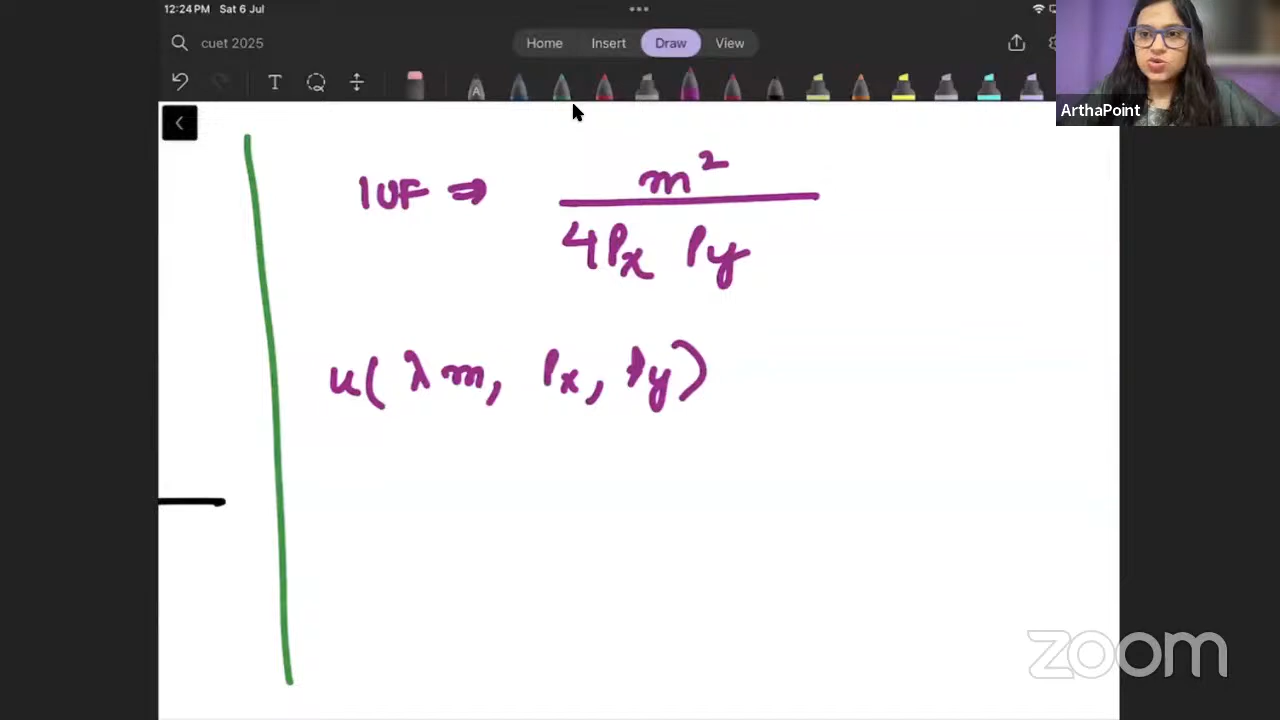 12:24 PM Sat 6 Jul
cuet 2025
Home Insert Draw View
T
A
ArthaPoint
IUF ⇒ m²
4Px Py
u( λm, Px, Py)
zoom